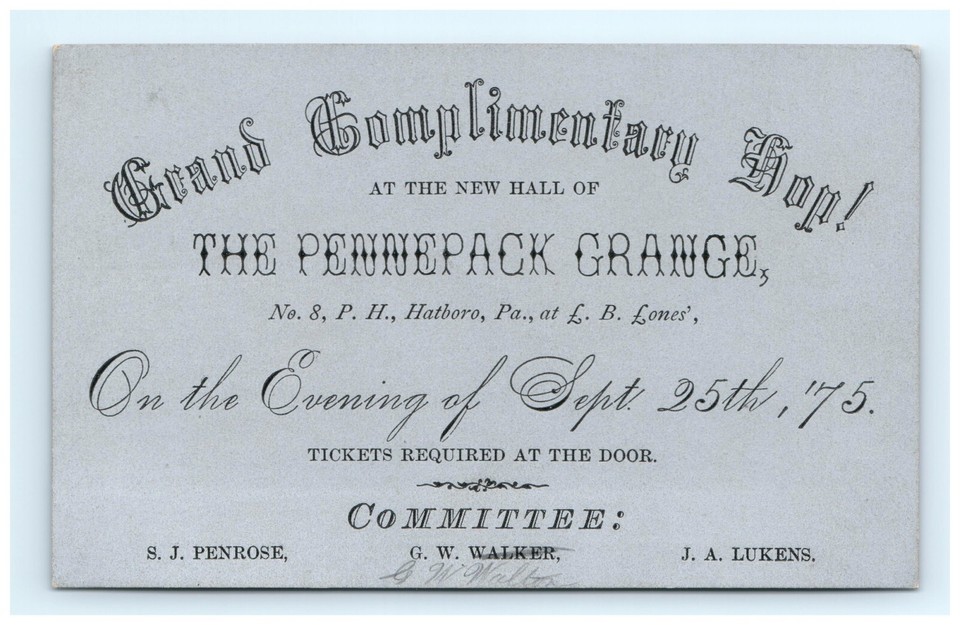 Grand Complimentary Hop!
AT THE NEW HALL OF
THE PENNEPACK GRANGE,
No. 8, P. H., Hatboro, Pa., at £. B. £ones',
On the Evening of Sept. 25th, '75.
TICKETS REQUIRED AT THE DOOR.
COMMITTEE:
S. J. PENROSE, G. W. WALKER, J. A. LUKENS.
G W Walton